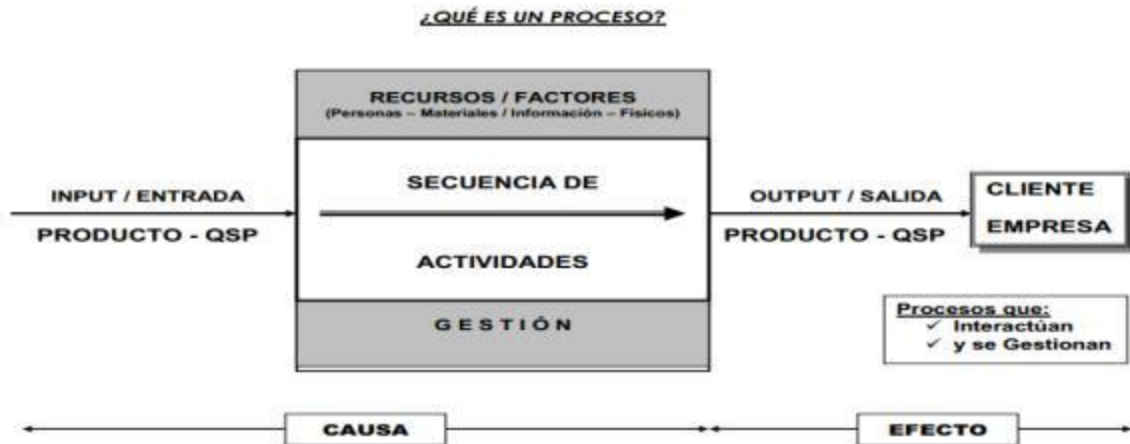 ¿QUÉ ES UN PROCESO?
RECURSOS / FACTORES
(Personas – Materiales / Información – Físicos)
INPUT / ENTRADA
PRODUCTO - QSP
SECUENCIA DE
ACTIVIDADES
OUTPUT / SALIDA
PRODUCTO - QSP
CLIENTE
EMPRESA
GESTIÓN
Procesos que:
✓ Interactúan
✓ y se Gestionan
CAUSA
EFECTO